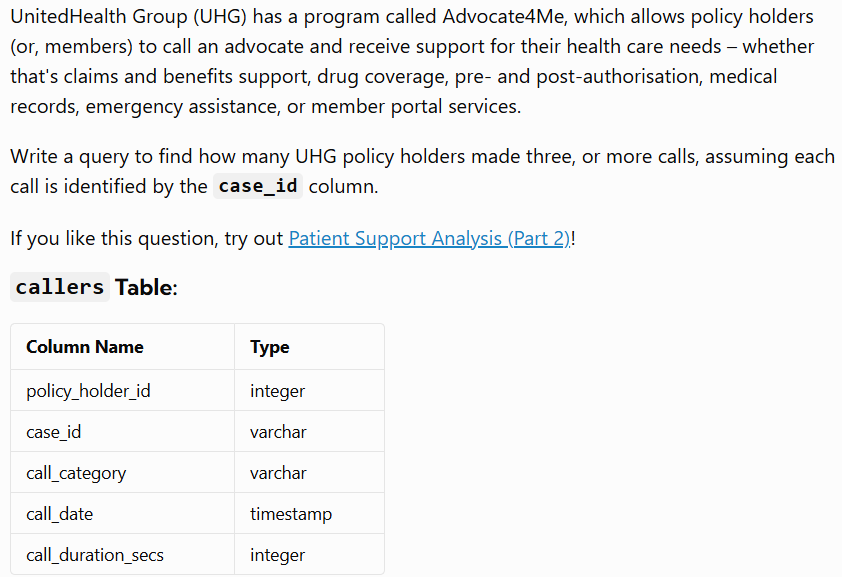 UnitedHealth Group (UHG) has a program called Advocate4Me, which allows policy holders
(or, members) to call an advocate and receive support for their health care needs – whether
that's claims and benefits support, drug coverage, pre- and post-authorisation, medical
records, emergency assistance, or member portal services.
Write a query to find how many UHG policy holders made three, or more calls, assuming each
call is identified by the case_id column.
If you like this question, try out Patient Support Analysis (Part 2)!
callers Table:
Column Name Type
policy_holder_id integer
case_id varchar
call_category varchar
call_date timestamp
call_duration_secs integer